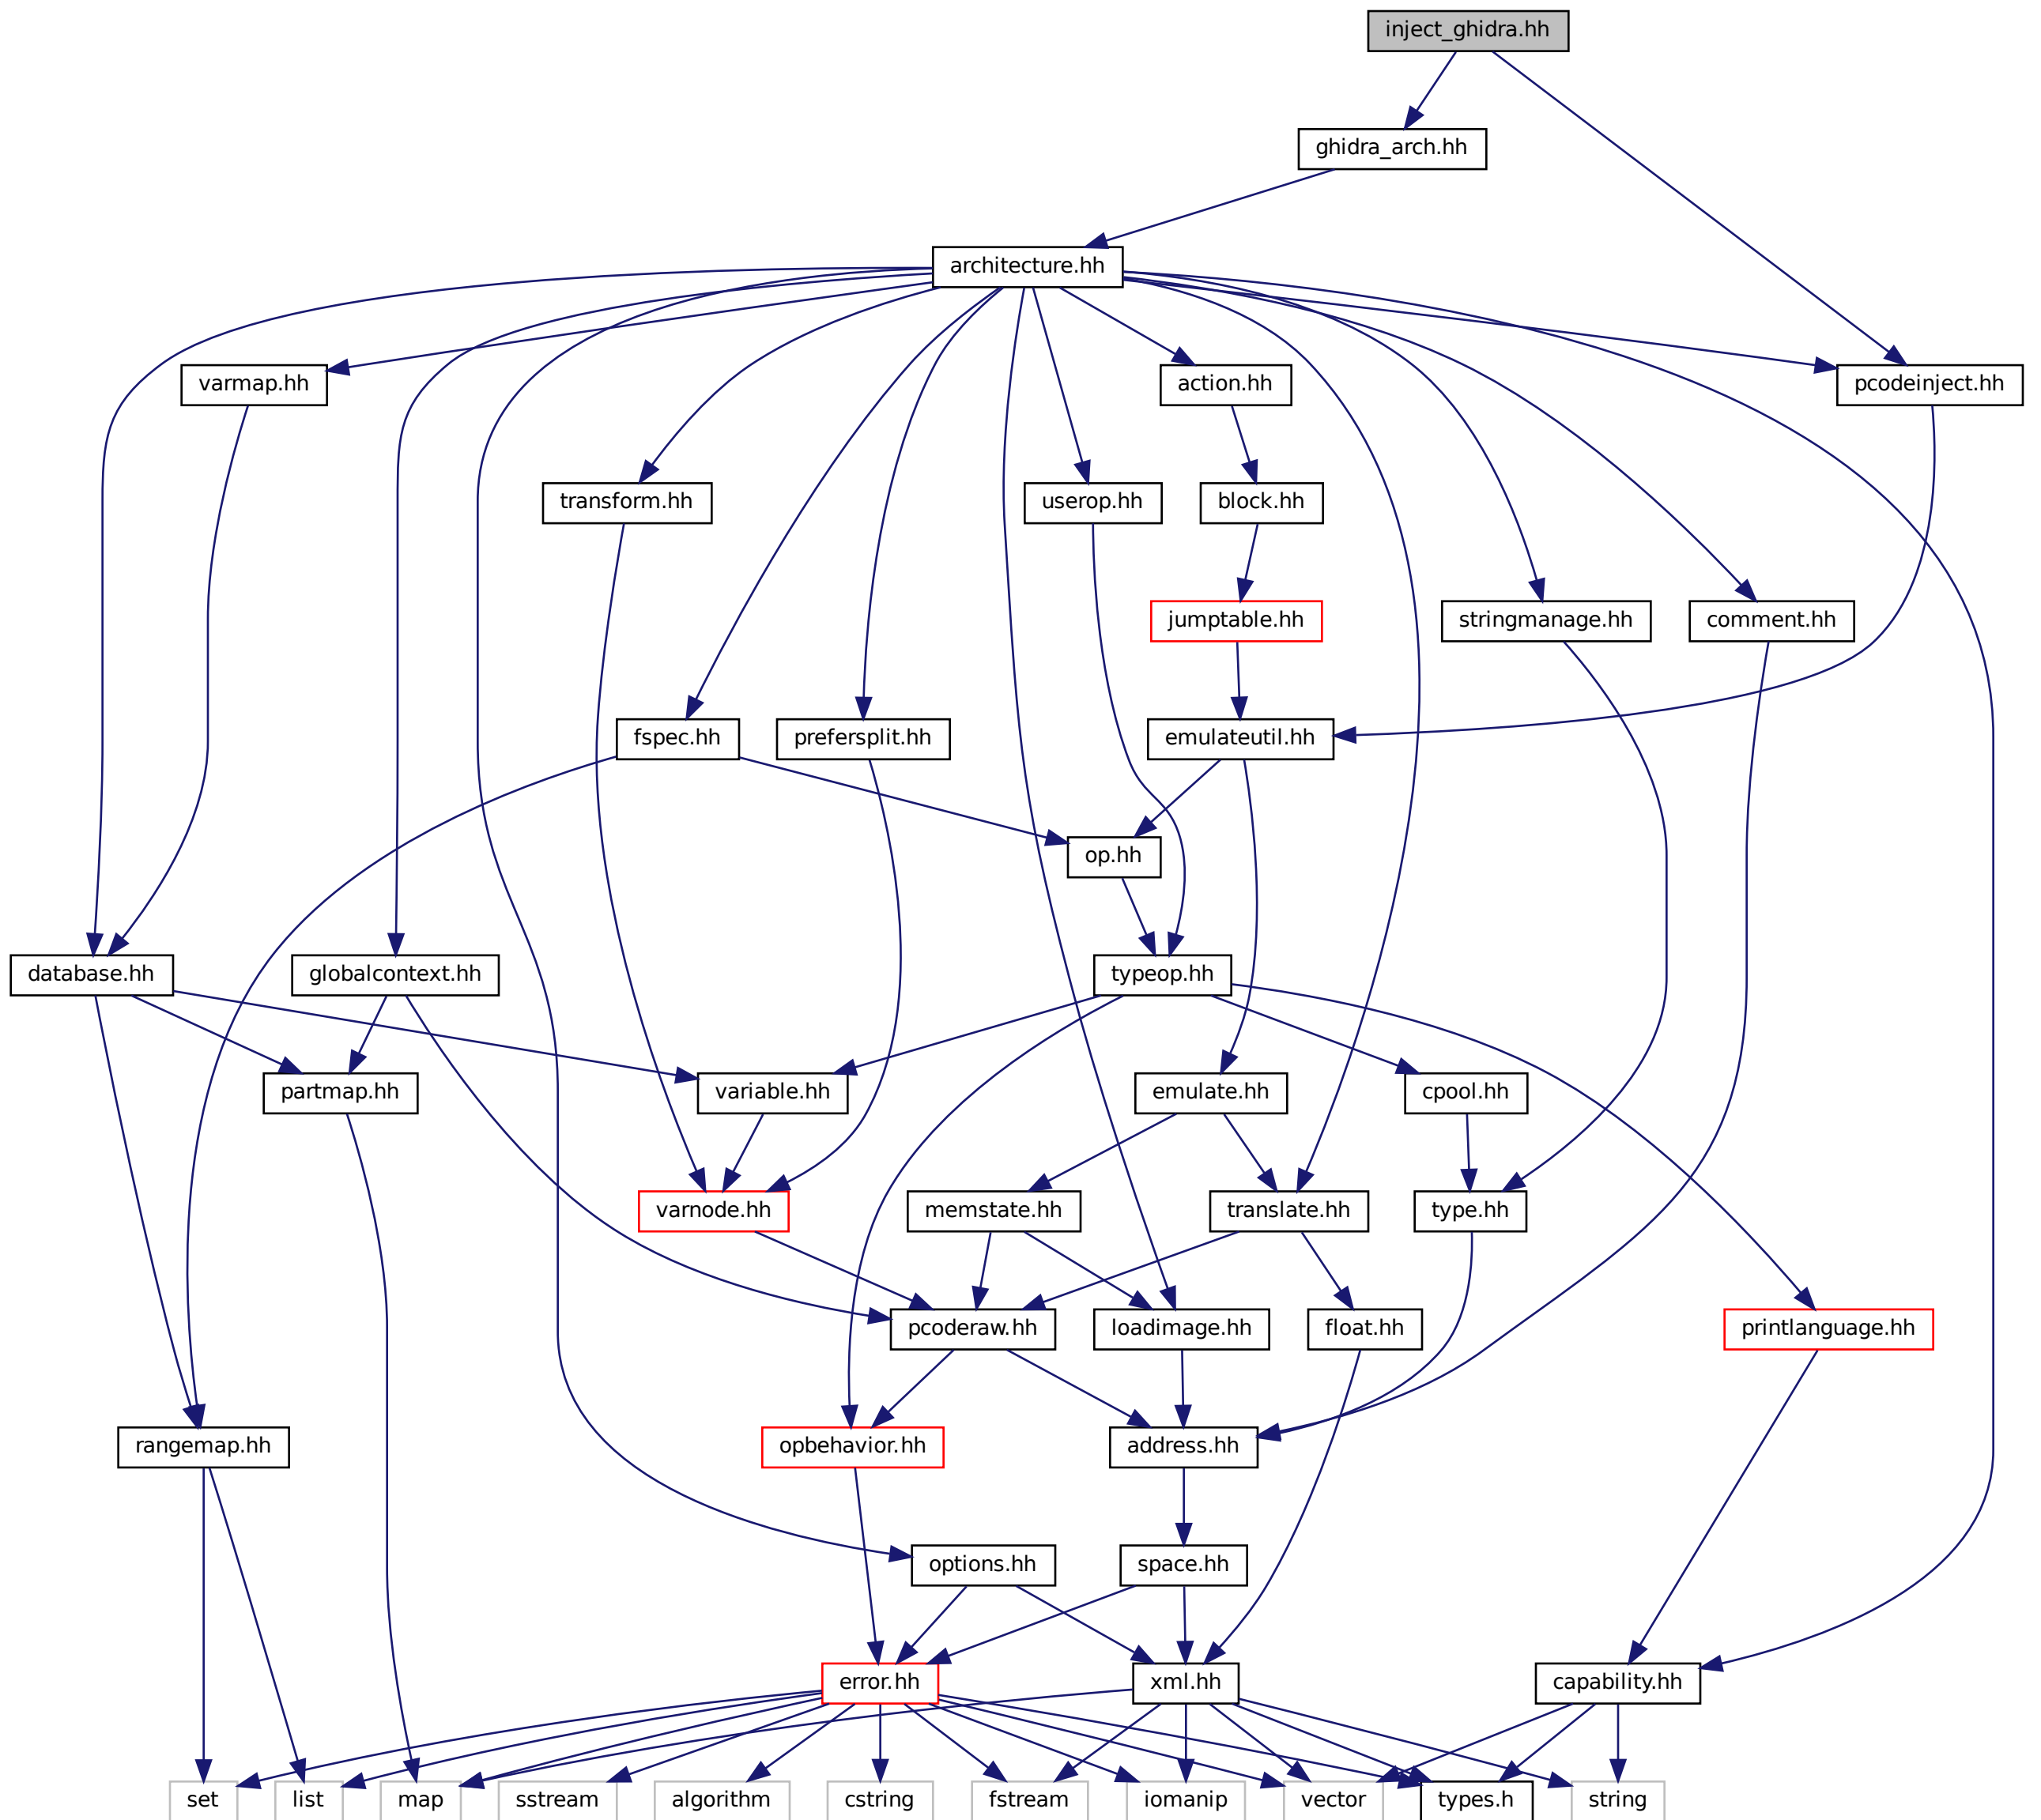 inject_ghidra.hh
ghidra_arch.hh
architecture.hh
varmap.hh
action.hh
pcodeinject.hh
transform.hh
userop.hh
block.hh
jumptable.hh
stringmanage.hh
comment.hh
fspec.hh
prefersplit.hh
emulateutil.hh
op.hh
database.hh
globalcontext.hh
typeop.hh
partmap.hh
variable.hh
emulate.hh
cpool.hh
varnode.hh
memstate.hh
translate.hh
type.hh
pcoderaw.hh
loadimage.hh
float.hh
printlanguage.hh
rangemap.hh
opbehavior.hh
address.hh
options.hh
space.hh
error.hh
xml.hh
capability.hh
set
list
map
sstream
algorithm
cstring
fstream
iomanip
vector
types.h
string